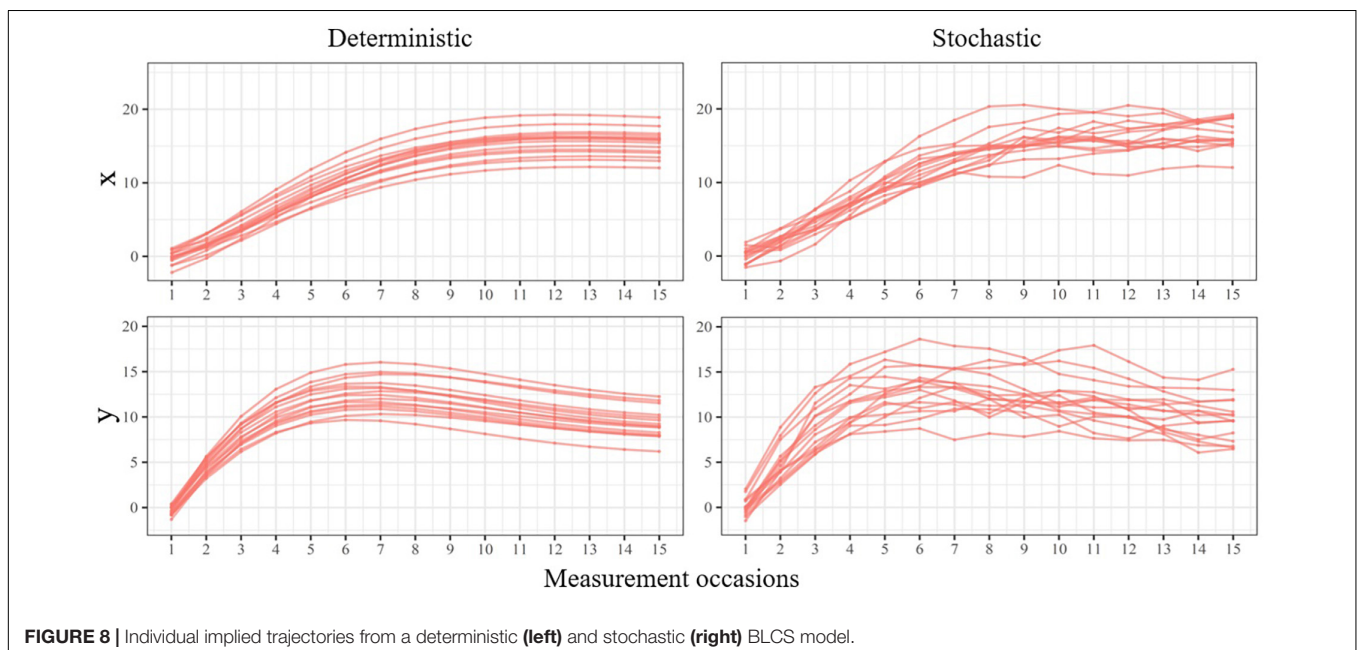 Deterministic
Stochastic
x
20
10
0
20
10
0
1 2 3 4 5 6 7 8 9 10 11 12 13 14 15
1 2 3 4 5 6 7 8 9 10 11 12 13 14 15
y
20
15
10
5
0
20
15
10
5
0
1 2 3 4 5 6 7 8 9 10 11 12 13 14 15
1 2 3 4 5 6 7 8 9 10 11 12 13 14 15
Measurement occasions
FIGURE 8 | Individual implied trajectories from a deterministic (left) and stochastic (right) BLCS model.